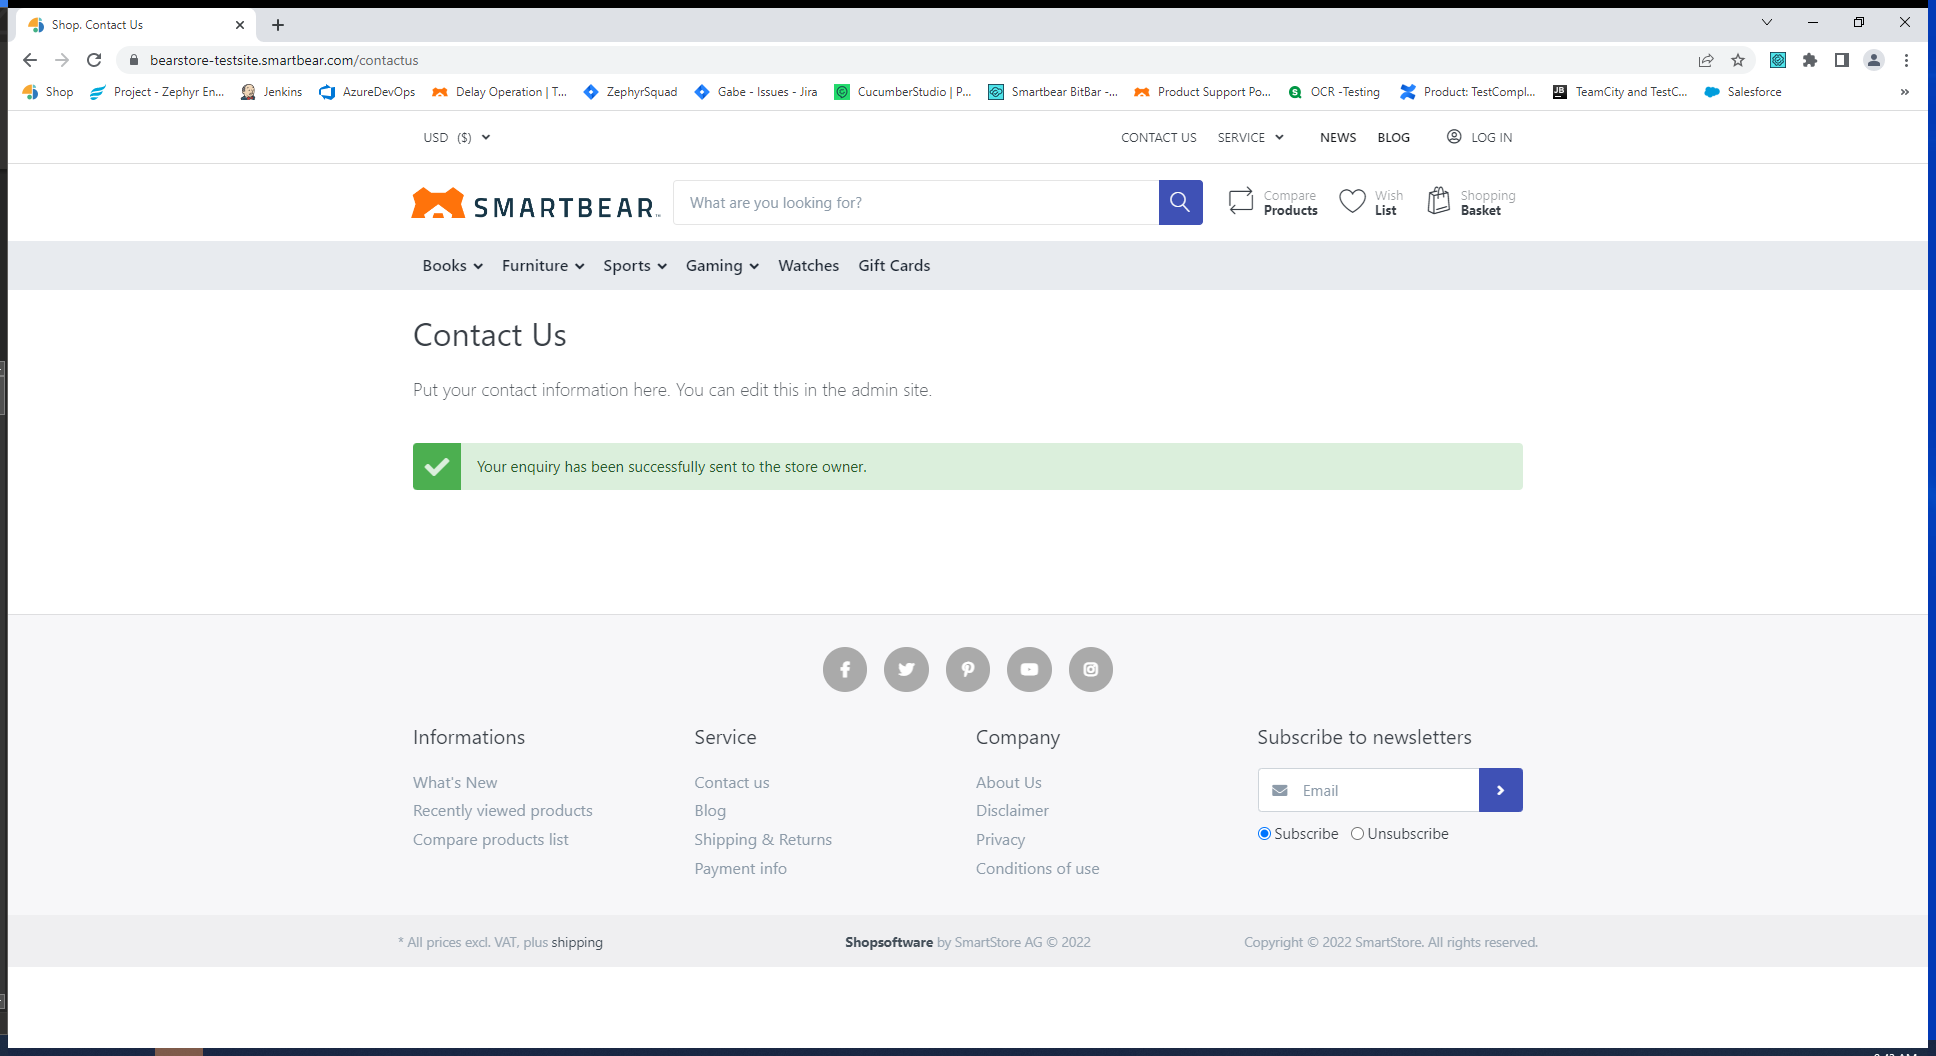 Shop. Contact Us
bearstore-testsite.smartbear.com/contactus
Shop Project - Zephyr En... Jenkins AzureDevOps Delay Operation | T... ZephyrSquad Gabe - Issues - Jira CucumberStudio | P... Smartbear BitBar -... Product Support Po... OCR -Testing Product: TestCompl... TeamCity and TestC... Salesforce »
USD ($) CONTACT US SERVICE NEWS BLOG LOG IN
SMARTBEAR™ What are you looking for?
Compare
Products
Wish
List
Shopping
Basket
Books Furniture Sports Gaming Watches Gift Cards
Contact Us
Put your contact information here. You can edit this in the admin site.
Your enquiry has been successfully sent to the store owner.
Informations
What's New
Recently viewed products
Compare products list
Service
Contact us
Blog
Shipping & Returns
Payment info
Company
About Us
Disclaimer
Privacy
Conditions of use
Subscribe to newsletters
Email
Subscribe Unsubscribe
* All prices excl. VAT, plus shipping Shopsoftware by SmartStore AG © 2022 Copyright © 2022 SmartStore. All rights reserved.